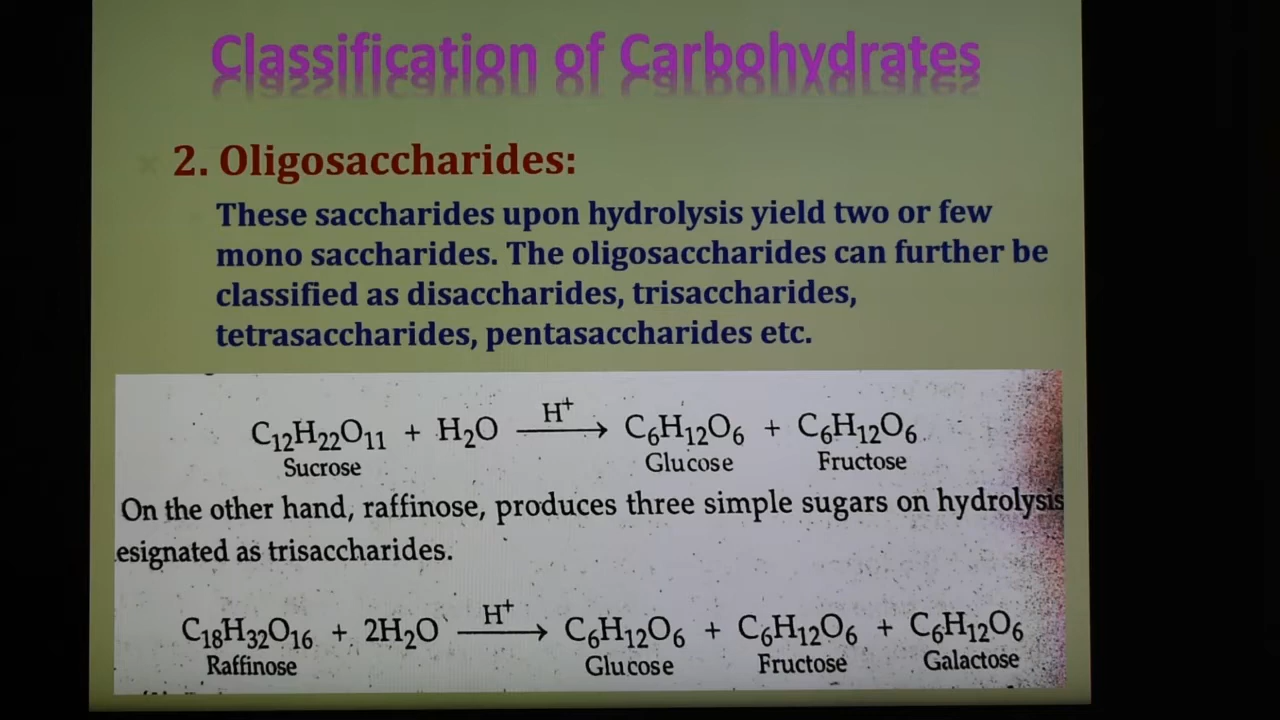 Classification of Carbohydrates
2. Oligosaccharides:
These saccharides upon hydrolysis yield two or few
mono saccharides. The oligosaccharides can further be
classified as disaccharides, trisaccharides,
tetrasaccharides, pentasaccharides etc.
C₁₂H₂₂O₁₁ + H₂O —H⁺→ C₆H₁₂O₆ + C₆H₁₂O₆
Sucrose Glucose Fructose
On the other hand, raffinose, produces three simple sugars on hydrolysis
esignated as trisaccharides.
C₁₈H₃₂O₁₆ + 2H₂O —H⁺→ C₆H₁₂O₆ + C₆H₁₂O₆ + C₆H₁₂O₆
Raffinose Glucose Fructose Galactose